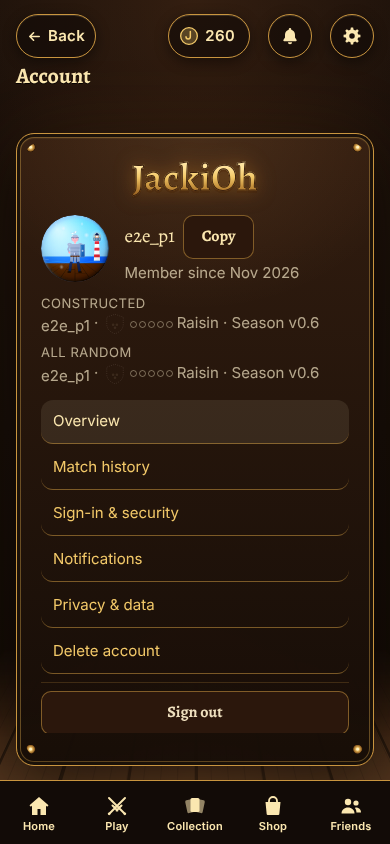 ← Back
J 260
Account
JackiOh
e2e_p1 Copy
Member since Nov 2026
CONSTRUCTED
e2e_p1 · ○○○○○ Raisin · Season v0.6
ALL RANDOM
e2e_p1 · ○○○○○ Raisin · Season v0.6
Overview
Match history
Sign-in & security
Notifications
Privacy & data
Delete account
Sign out
Home Play Collection Shop Friends